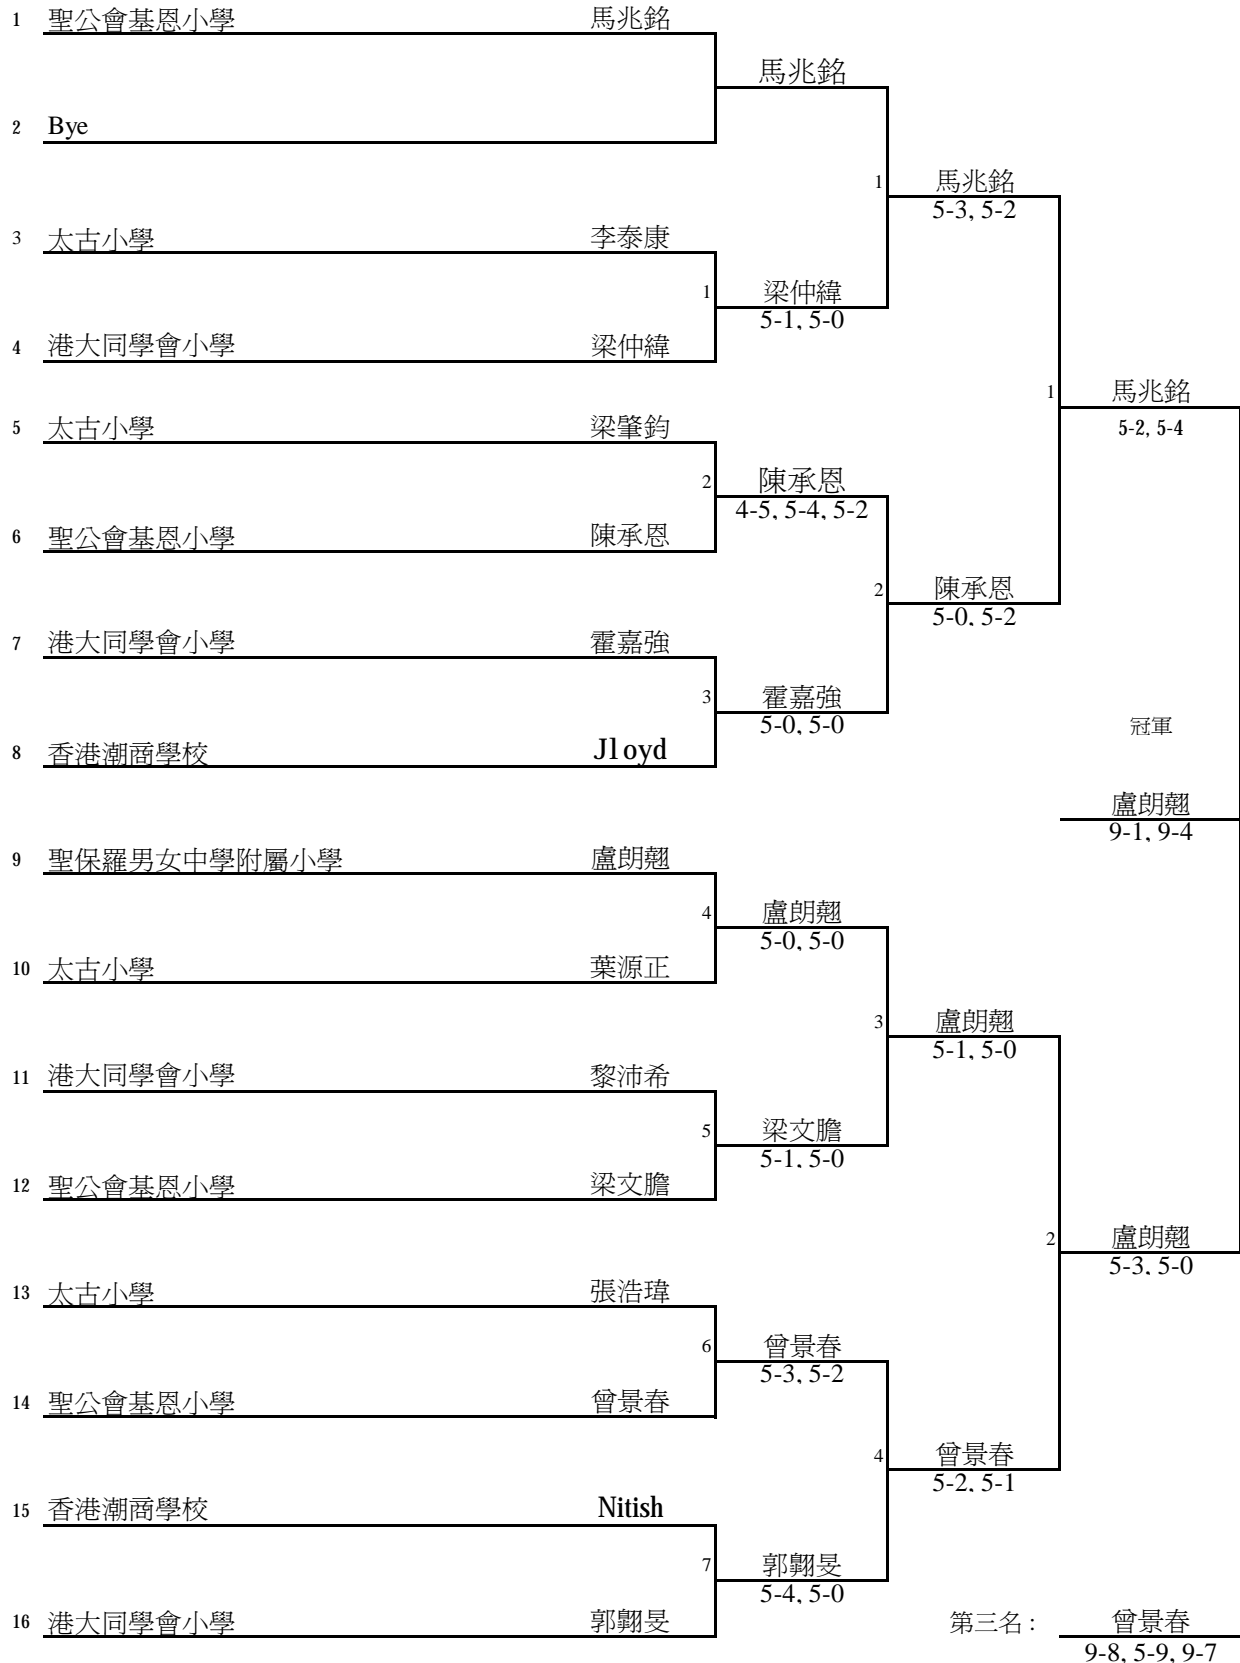 1 聖公會基恩小學 馬兆銘
馬兆銘
2 Bye
1 馬兆銘
5-3, 5-2
3 太古小學 李泰康
1 梁仲緯
5-1, 5-0
4 港大同學會小學 梁仲緯
1 馬兆銘
5-2, 5-4
5 太古小學 梁肇鈞
2 陳承恩
4-5, 5-4, 5-2
6 聖公會基恩小學 陳承恩
2 陳承恩
5-0, 5-2
7 港大同學會小學 霍嘉強
3 霍嘉強
5-0, 5-0
冠軍
8 香港潮商學校 Jloyd
盧朗翹
9-1, 9-4
9 聖保羅男女中學附屬小學 盧朗翹
4 盧朗翹
5-0, 5-0
10 太古小學 葉源正
3 盧朗翹
5-1, 5-0
11 港大同學會小學 黎沛希
5 梁文膽
5-1, 5-0
12 聖公會基恩小學 梁文膽
2 盧朗翹
5-3, 5-0
13 太古小學 張浩瑋
6 曾景春
5-3, 5-2
14 聖公會基恩小學 曾景春
4 曾景春
5-2, 5-1
15 香港潮商學校 Nitish
7 郭翾旻
5-4, 5-0
16 港大同學會小學 郭翾旻
第三名 : 曾景春
9-8, 5-9, 9-7